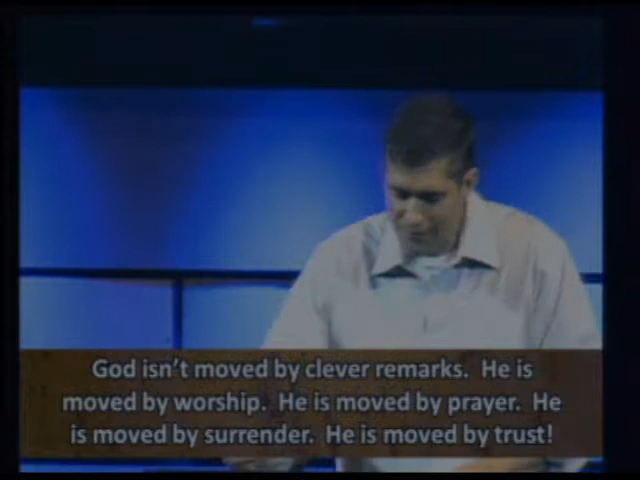 God isn't moved by clever remarks.  He is
moved by worship.  He is moved by prayer.  He
is moved by surrender.  He is moved by trust!